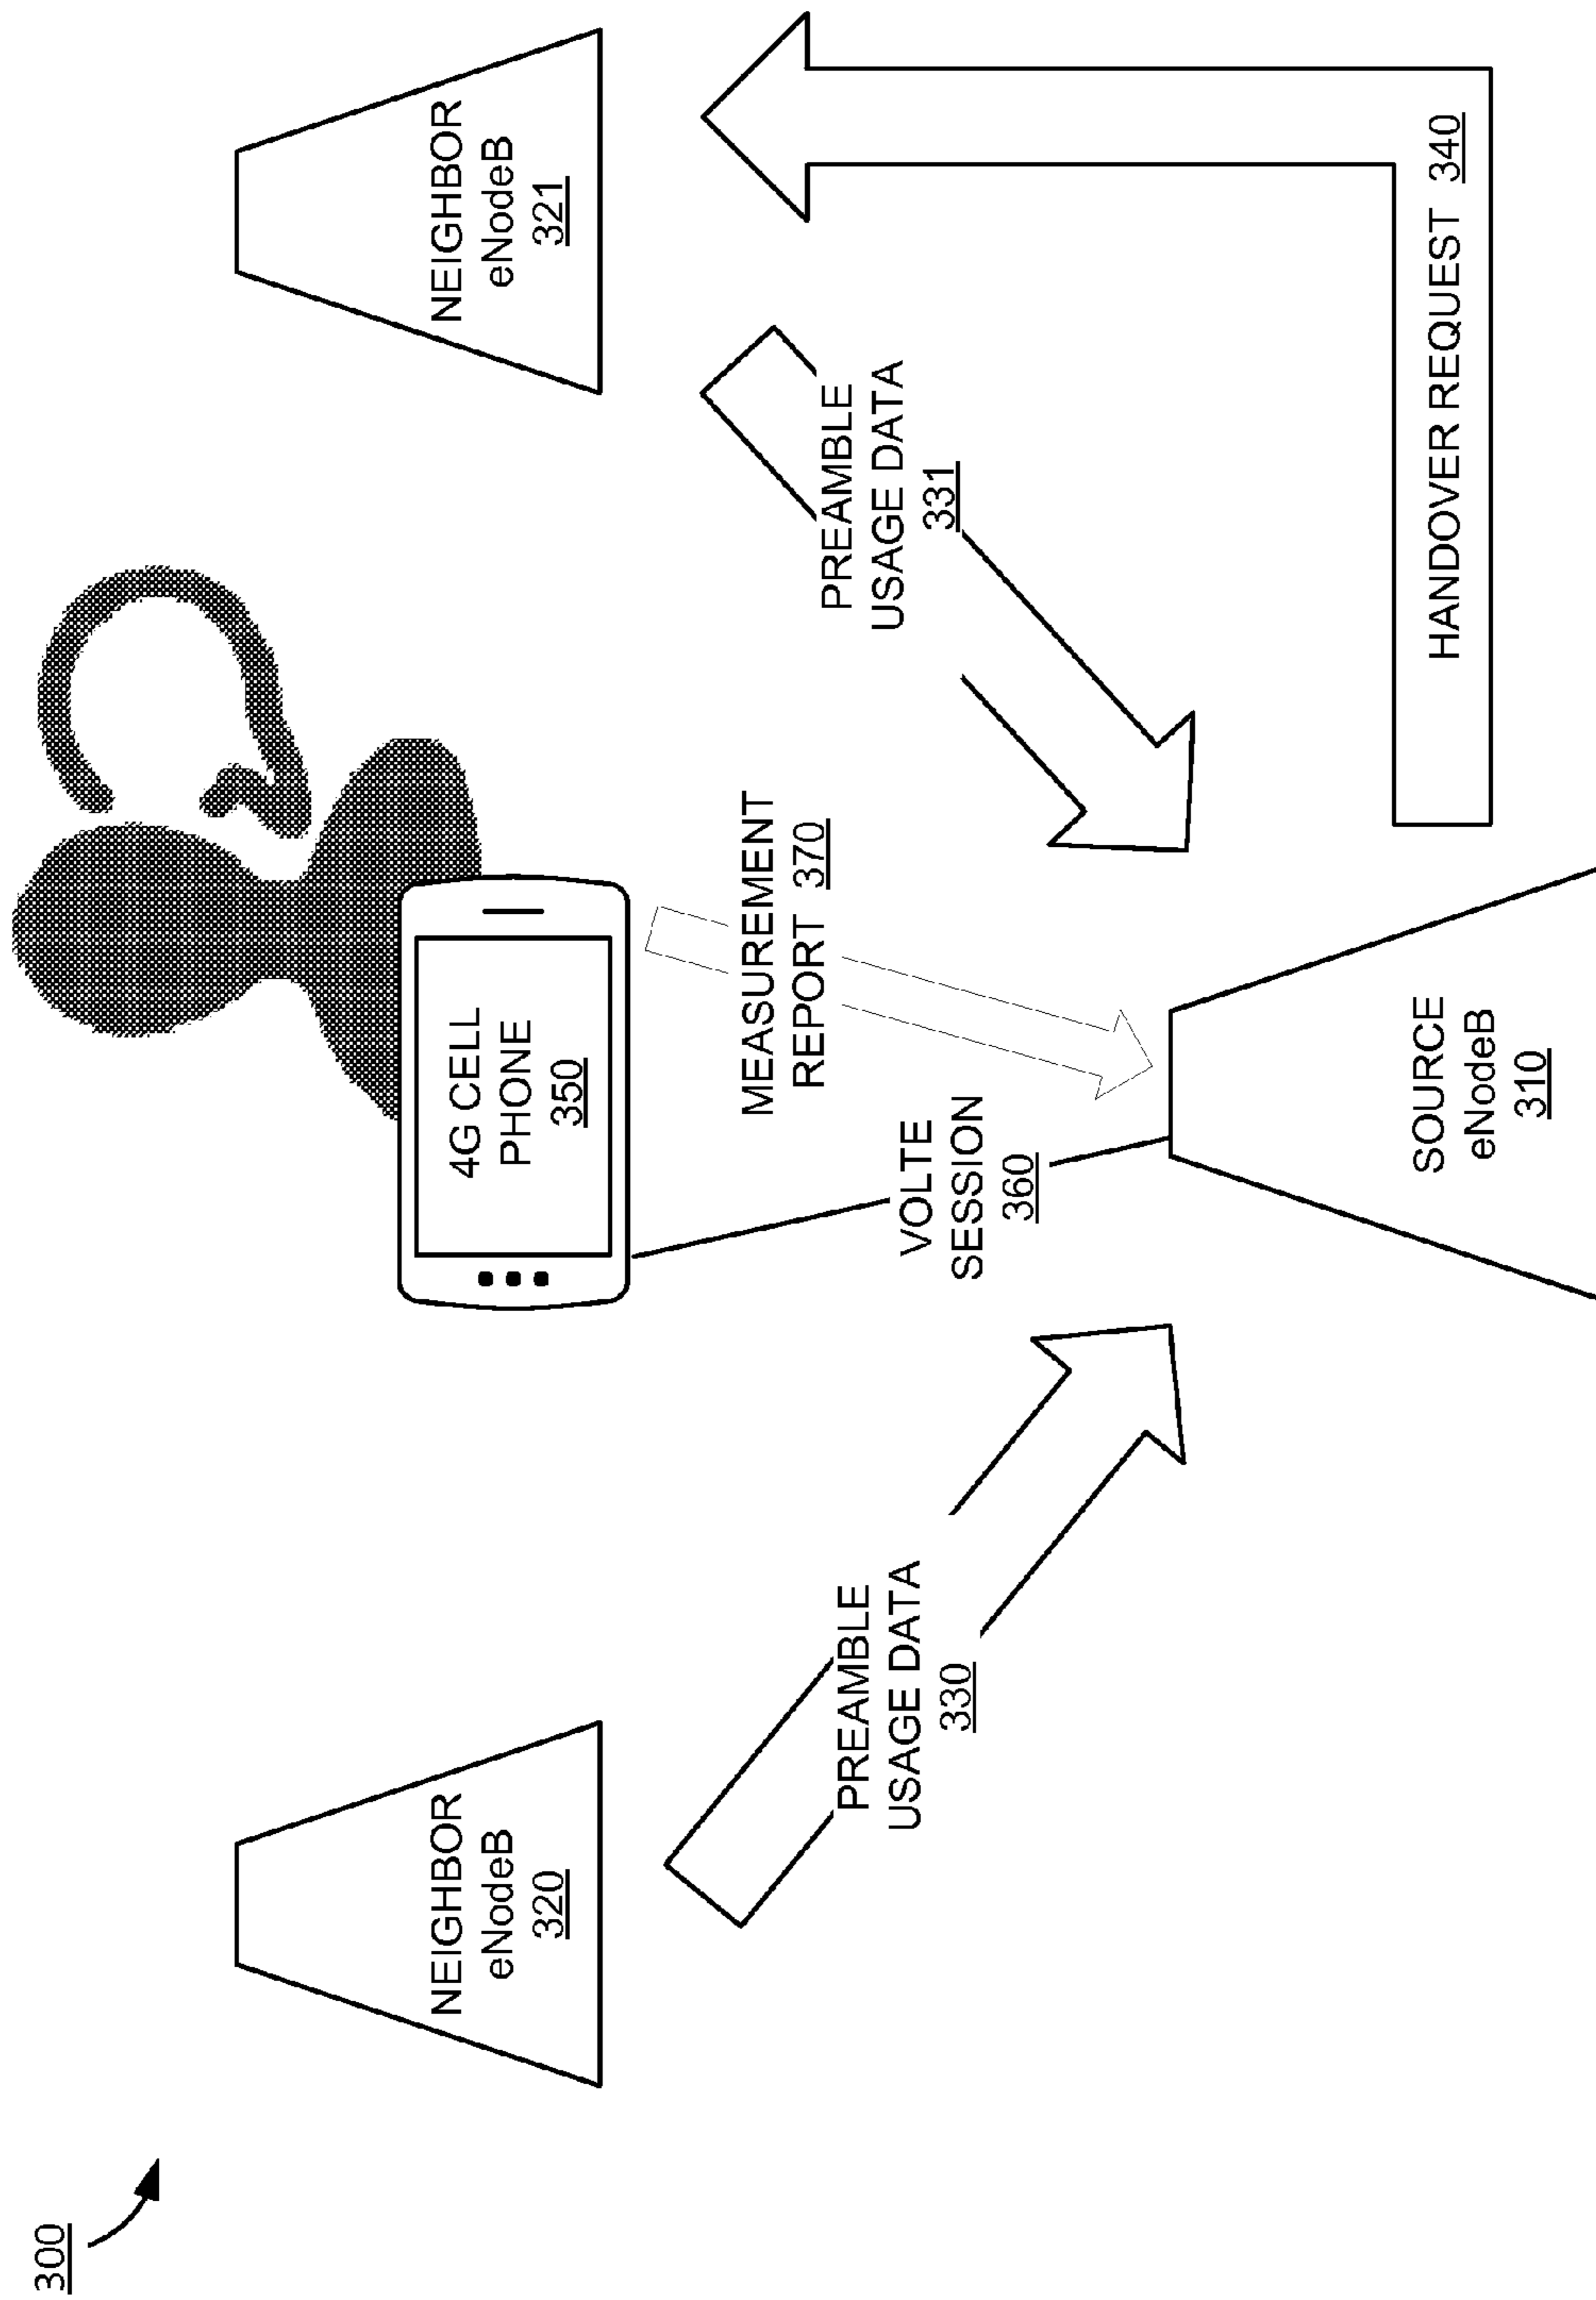 300
NEIGHBOR
eNodeB
320
4G CELL
PHONE
350
NEIGHBOR
eNodeB
321
PREAMBLE
USAGE DATA
330
VOLTE
SESSION
360
MEASUREMENT
REPORT 370
PREAMBLE
USAGE DATA
331
SOURCE
eNodeB
310
HANDOVER REQUEST 340